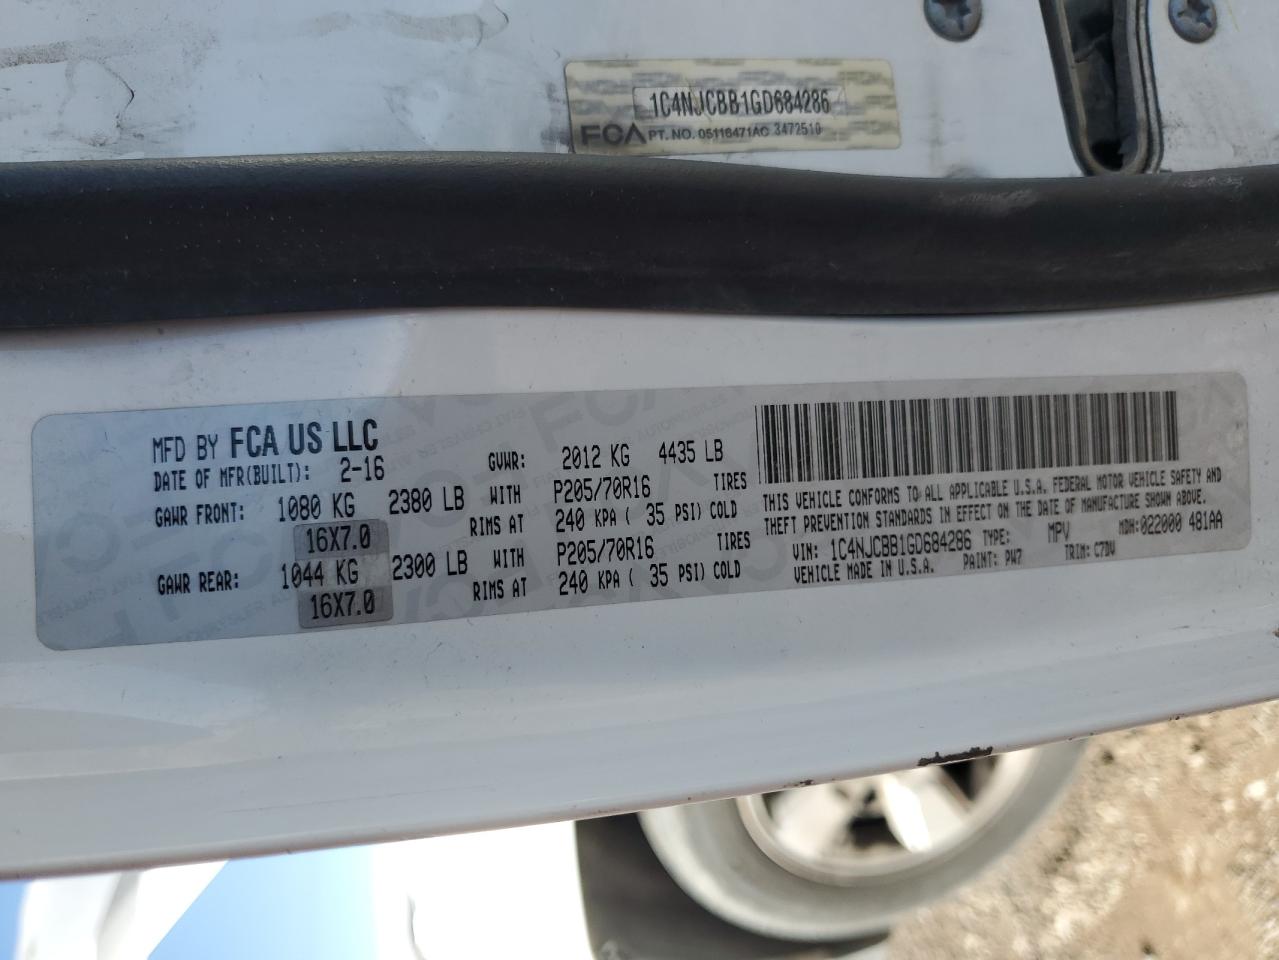 1C4NJCBB1GD684286
FCA PT. NO. 05116471AC 3472510
MFD BY FCA US LLC
DATE OF MFR(BUILT): 2-16 GVWR: 2012 KG 4435 LB
GAWR FRONT: 1080 KG 2380 LB WITH P205/70R16 TIRES
16X7.0 RIMS AT 240 KPA ( 35 PSI) COLD
GAWR REAR: 1044 KG 2300 LB WITH P205/70R16 TIRES
16X7.0 RIMS AT 240 KPA ( 35 PSI) COLD
THIS VEHICLE CONFORMS TO ALL APPLICABLE U.S.A. FEDERAL MOTOR VEHICLE SAFETY AND
THEFT PREVENTION STANDARDS IN EFFECT ON THE DATE OF MANUFACTURE SHOWN ABOVE.
VIN: 1C4NJCBB1GD684286 TYPE: MPV MDH: 022000 481AA
VEHICLE MADE IN U.S.A. PAINT: PW7 TRIM: C7DV